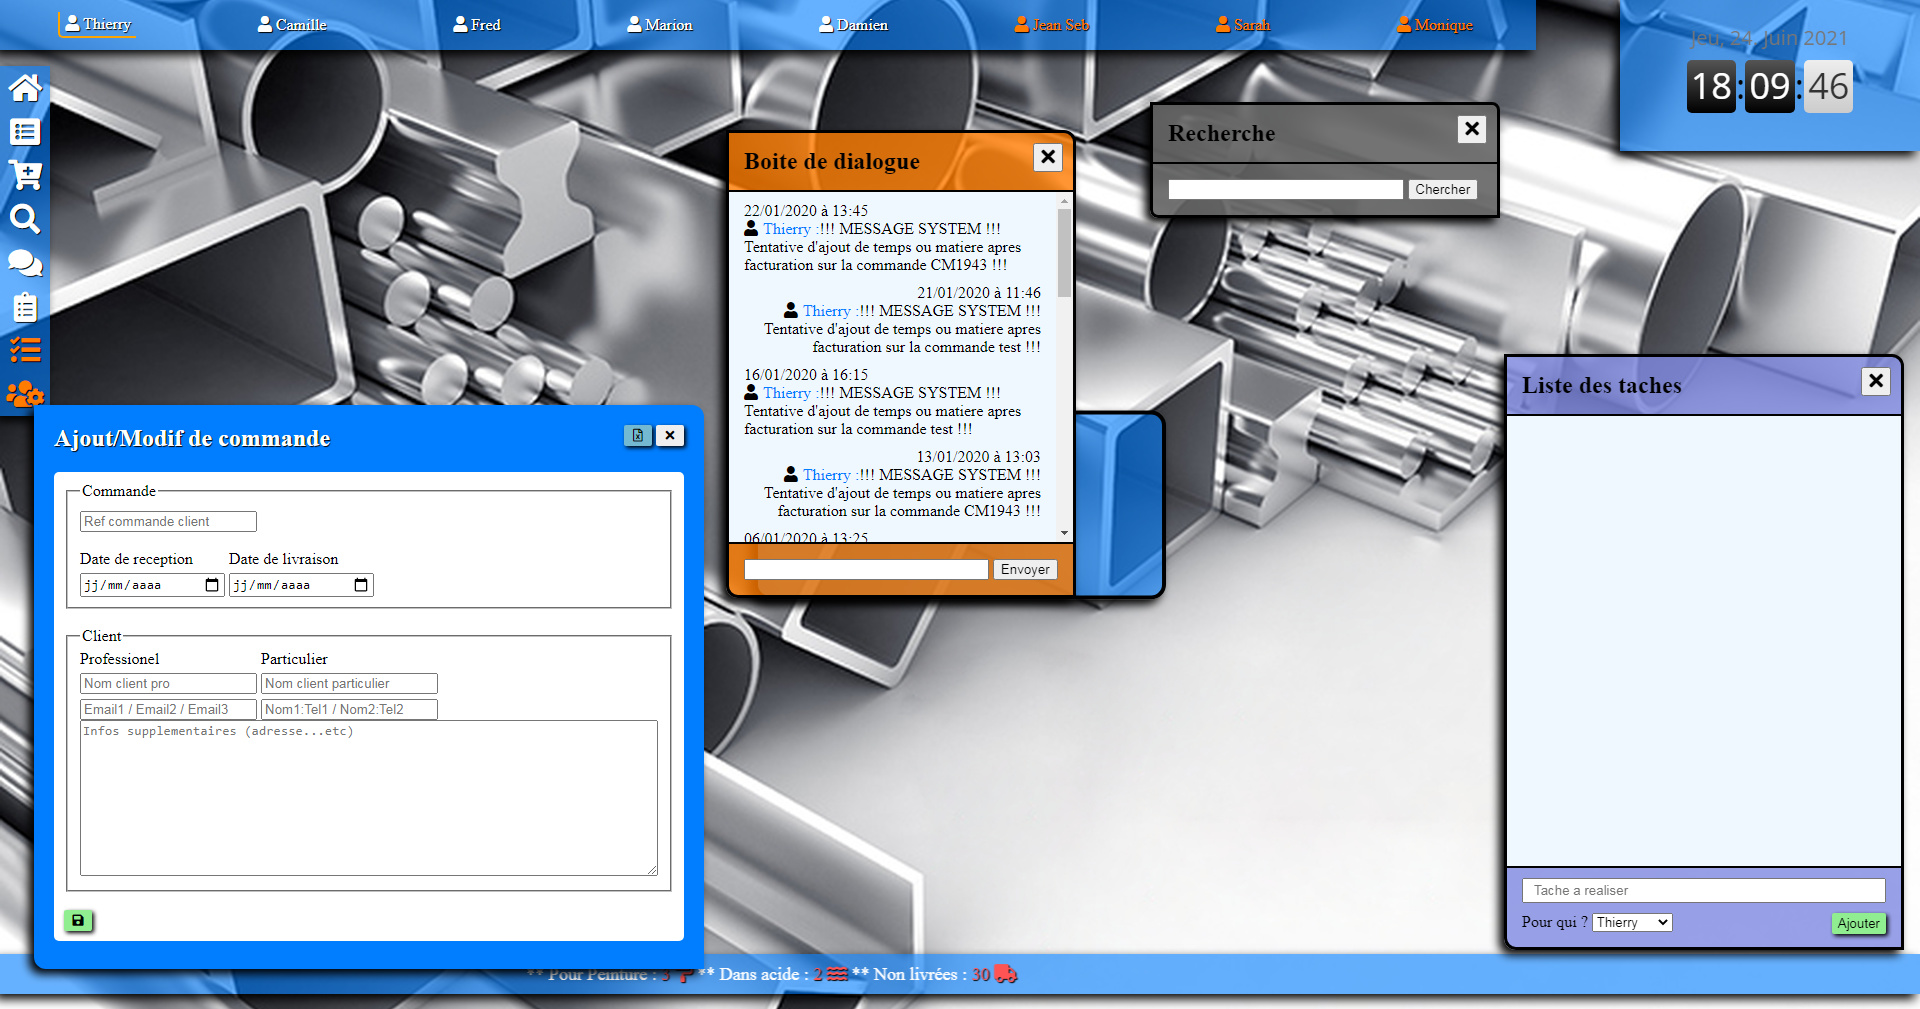 Thierry
Camille
Fred
Marion
Damien
Jean Seb
Sarah
Monique
Jeu, 24, Juin 2021
18:09:46
Recherche
Chercher
Boite de dialogue
22/01/2020 à 13:45
Thierry :!!! MESSAGE SYSTEM !!!
Tentative d'ajout de temps ou matiere apres
facturation sur la commande CM1943 !!!
21/01/2020 à 11:46
Thierry :!!! MESSAGE SYSTEM !!!
Tentative d'ajout de temps ou matiere apres
facturation sur la commande test !!!
16/01/2020 à 16:15
Thierry :!!! MESSAGE SYSTEM !!!
Tentative d'ajout de temps ou matiere apres
facturation sur la commande test !!!
13/01/2020 à 13:03
Thierry :!!! MESSAGE SYSTEM !!!
Tentative d'ajout de temps ou matiere apres
facturation sur la commande CM1943 !!!
06/01/2020 à 13:25
Envoyer
Liste des taches
Tache a realiser
Pour qui ? Thierry
Ajouter
Ajout/Modif de commande
Commande
Ref commande client
Date de reception Date de livraison
jj/mm/aaaa jj/mm/aaaa
Client
Professionel Particulier
Nom client pro Nom client particulier
Email1 / Email2 / Email3 Nom1:Tel1 / Nom2:Tel2
Infos supplementaires (adresse...etc)
** Pour Peinture : 3 ** Dans acide : 2 ** Non livrées : 30